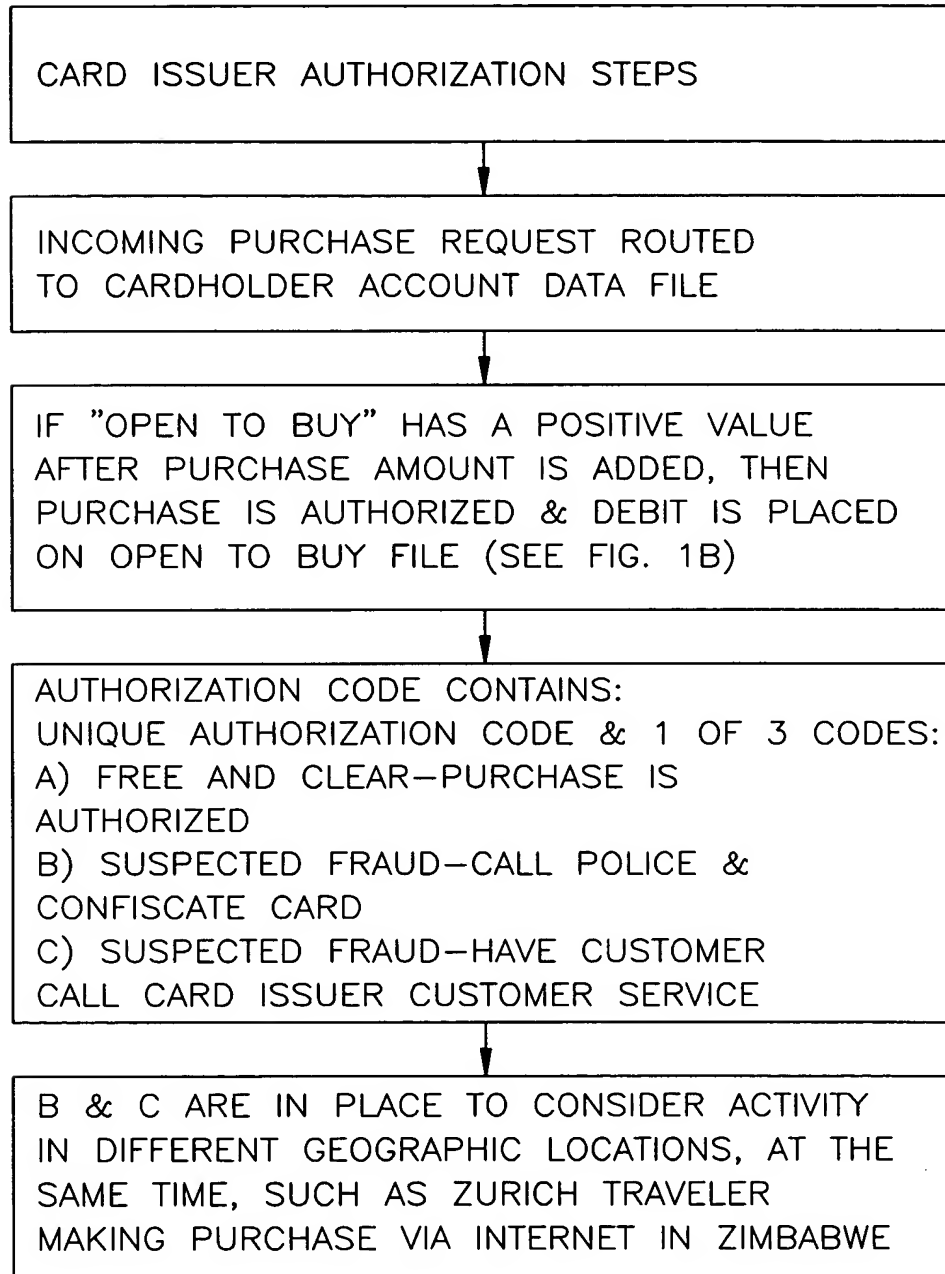 CARD ISSUER AUTHORIZATION STEPS
INCOMING PURCHASE REQUEST ROUTED
TO CARDHOLDER ACCOUNT DATA FILE
IF "OPEN TO BUY" HAS A POSITIVE VALUE
AFTER PURCHASE AMOUNT IS ADDED, THEN
PURCHASE IS AUTHORIZED & DEBIT IS PLACED
ON OPEN TO BUY FILE (SEE FIG. 1B)
AUTHORIZATION CODE CONTAINS:
UNIQUE AUTHORIZATION CODE & 1 OF 3 CODES:
A) FREE AND CLEAR–PURCHASE IS
AUTHORIZED
B) SUSPECTED FRAUD–CALL POLICE &
CONFISCATE CARD
C) SUSPECTED FRAUD–HAVE CUSTOMER
CALL CARD ISSUER CUSTOMER SERVICE
B & C ARE IN PLACE TO CONSIDER ACTIVITY
IN DIFFERENT GEOGRAPHIC LOCATIONS, AT THE
SAME TIME, SUCH AS ZURICH TRAVELER
MAKING PURCHASE VIA INTERNET IN ZIMBABWE